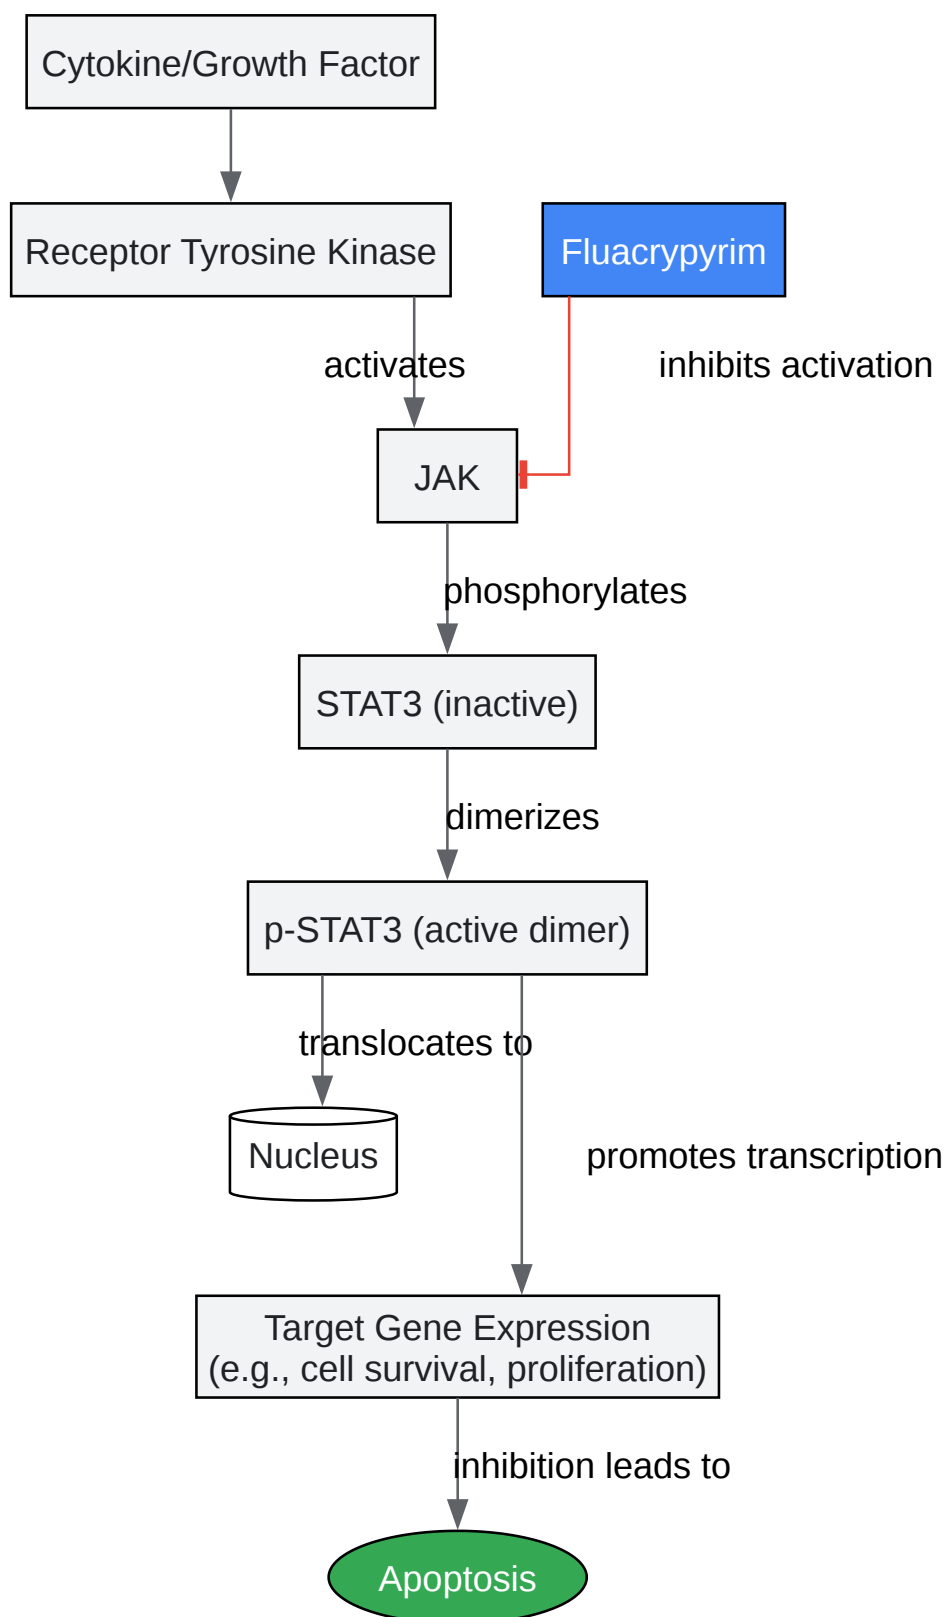 Cytokine/Growth Factor
Receptor Tyrosine Kinase
Fluacrypyrim
activates
inhibits activation
JAK
phosphorylates
STAT3 (inactive)
dimerizes
p-STAT3 (active dimer)
translocates to
Nucleus
promotes transcription
Target Gene Expression
(e.g., cell survival, proliferation)
inhibition leads to
Apoptosis